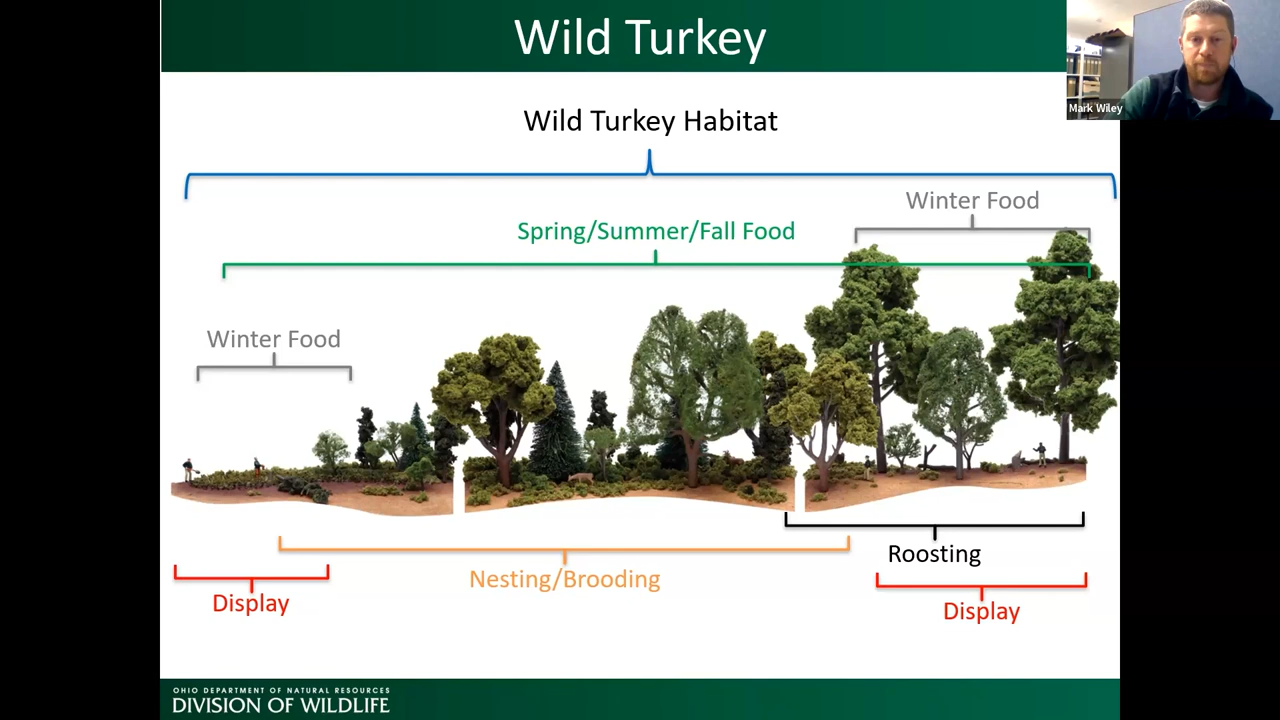 Wild Turkey
Mark Wiley
Wild Turkey Habitat
Winter Food
Spring/Summer/Fall Food
Winter Food
Roosting
Nesting/Brooding
Display
Display
OHIO DEPARTMENT OF NATURAL RESOURCES
DIVISION OF WILDLIFE